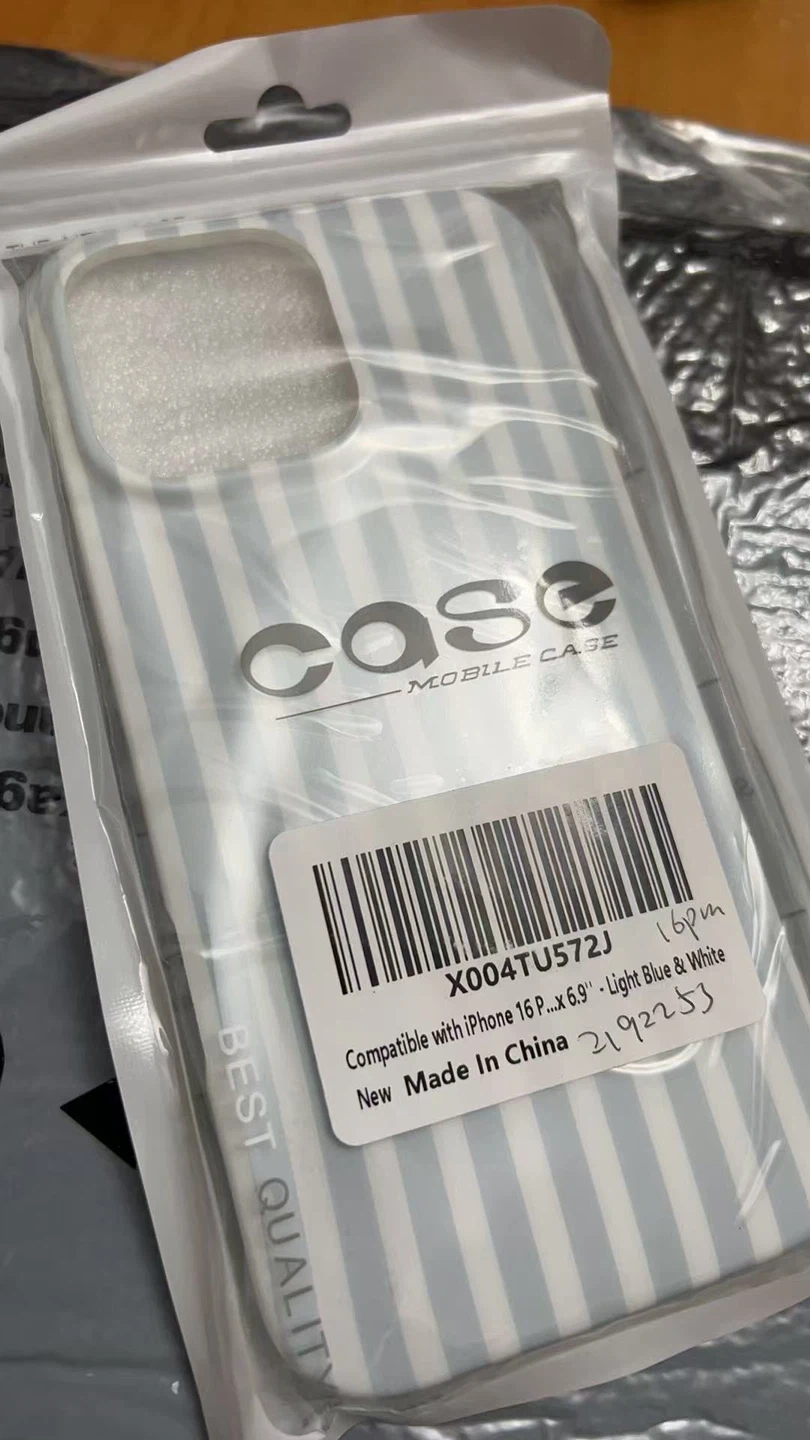 case
MOBILE CASE
X004TU572J
16pm
Compatible with iPhone 16 P...x 6.9" - Light Blue & White
New Made In China 2192253
BEST QUALITY